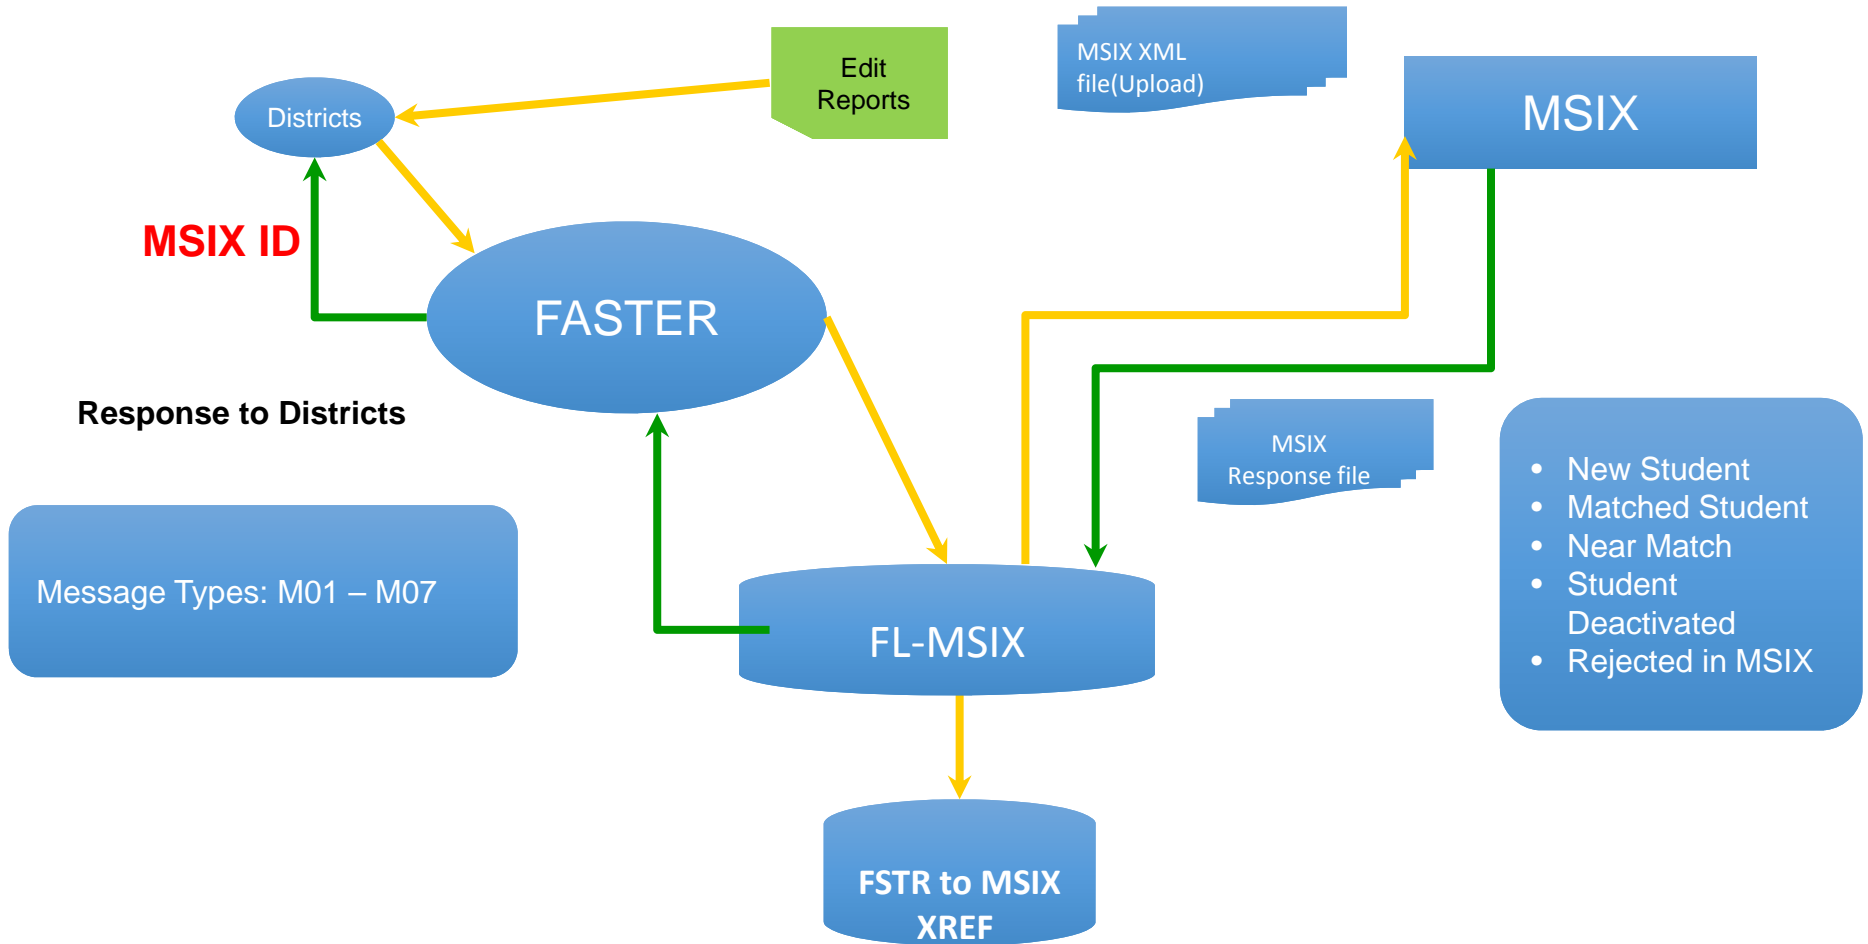 Edit
Reports
MSIX XML
file(Upload)
MSIX
Districts
MSIX ID
FASTER
Response to Districts
MSIX
Response file
• New Student
• Matched Student
• Near Match
• Student
Deactivated
• Rejected in MSIX
Message Types: M01 – M07
FL-MSIX
FSTR to MSIX
XREF